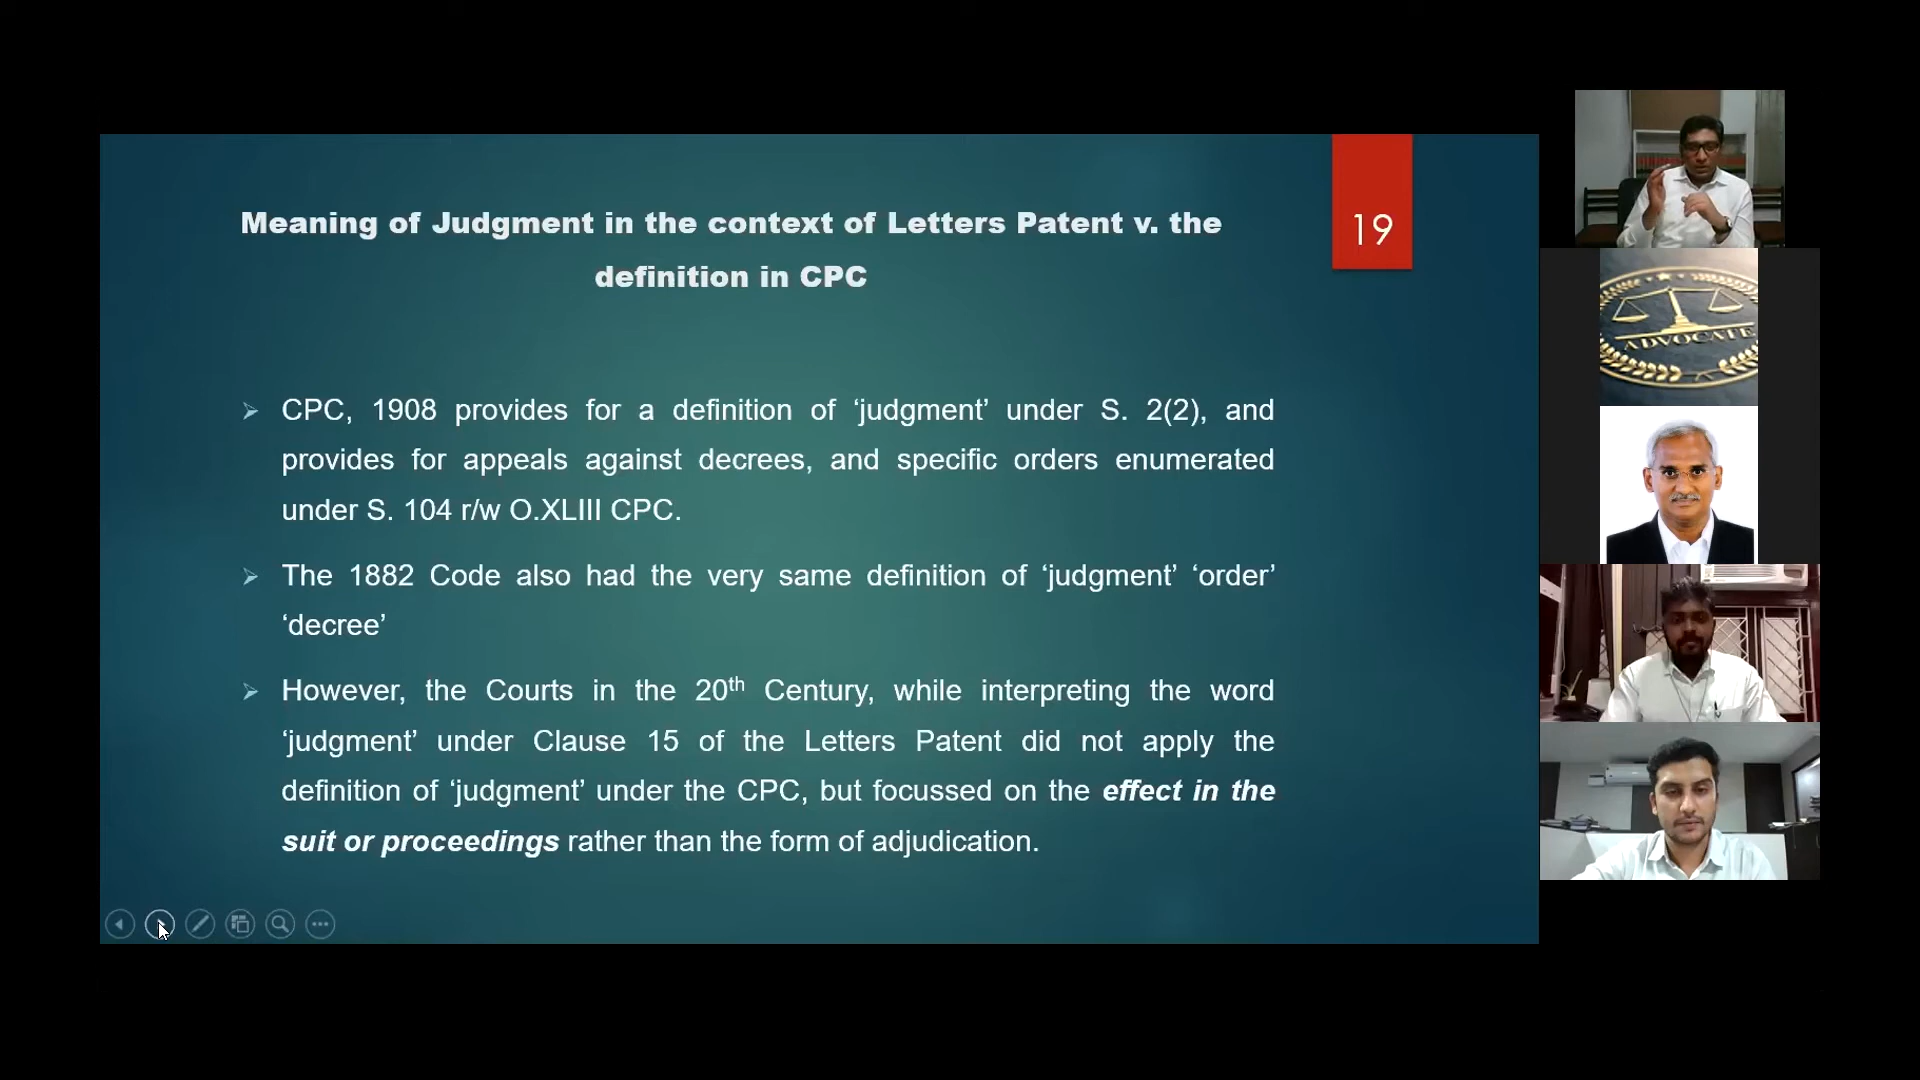 19
Meaning of Judgment in the context of Letters Patent v. the
definition in CPC
CPC, 1908 provides for a definition of ‘judgment’ under S. 2(2), and
provides for appeals against decrees, and specific orders enumerated
under S. 104 r/w O.XLIII CPC.
The 1882 Code also had the very same definition of ‘judgment’ ‘order’
‘decree’
However, the Courts in the 20th Century, while interpreting the word
‘judgment’ under Clause 15 of the Letters Patent did not apply the
definition of ‘judgment’ under the CPC, but focussed on the effect in the
suit or proceedings rather than the form of adjudication.
ADVOCATE